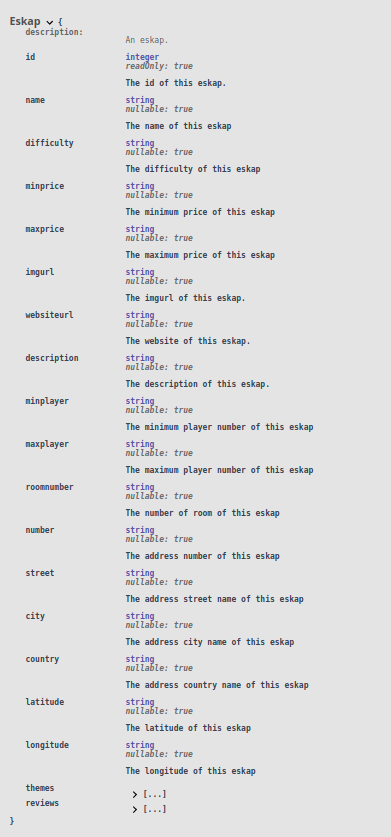 Eskap {
description:
An eskap.
id integer
readOnly: true
The id of this eskap.
name string
nullable: true
The name of this eskap
difficulty string
nullable: true
The difficulty of this eskap
minprice string
nullable: true
The minimum price of this eskap
maxprice string
nullable: true
The maximum price of this eskap
imgurl string
nullable: true
The imgurl of this eskap.
websiteurl string
nullable: true
The website of this eskap.
description string
nullable: true
The description of this eskap.
minplayer string
nullable: true
The minimum player number of this eskap
maxplayer string
nullable: true
The maximum player number of this eskap
roomnumber string
nullable: true
The number of room of this eskap
number string
nullable: true
The address number of this eskap
street string
nullable: true
The address street name of this eskap
city string
nullable: true
The address city name of this eskap
country string
nullable: true
The address country name of this eskap
latitude string
nullable: true
The latitude of this eskap
longitude string
nullable: true
The longitude of this eskap
themes [...]
reviews [...]
}